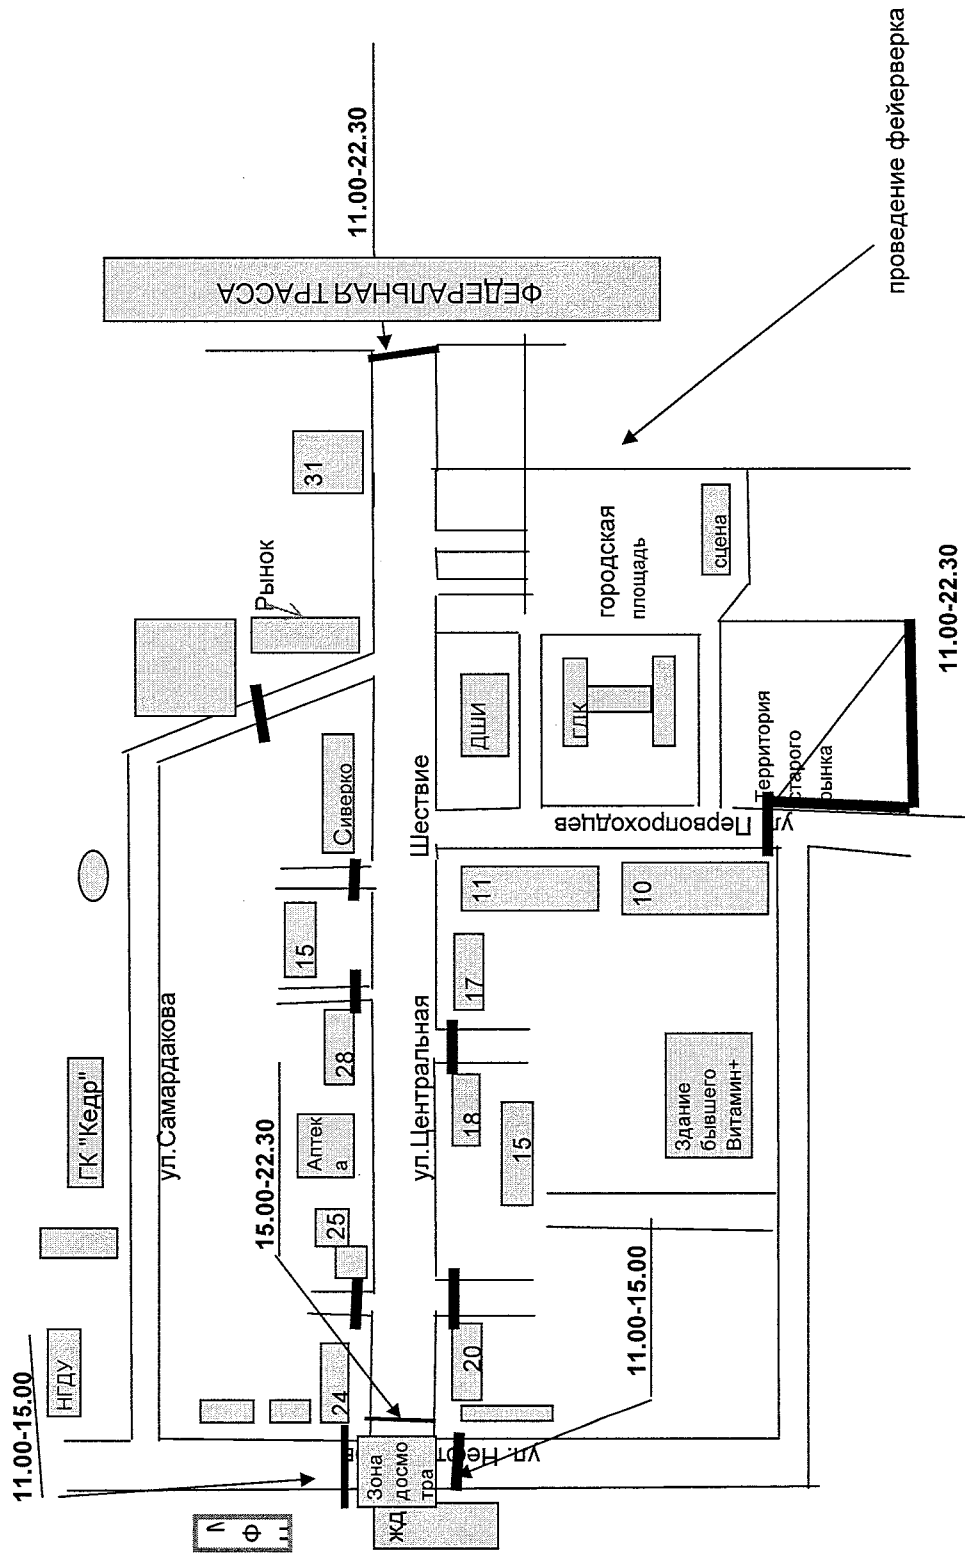 11.00-15.00
НГДУ
ГК "Кедр"
ул.Самардакова
Ф
15.00-22.30
Рынок
24
25
Аптек
а
28
15
Сиверко
31
11.00-22.30
ФЕДЕРАЛЬНАЯ ТРАССА
ЖД
Зона
досмо
тра
ул.Центральная
Шествие
20
18
17
11
ДШИ
15
ул.
Первопроходцев
ГДК
городская
площадь
11.00-15.00
10
Здание
бывшего
Витамин+
сцена
Территория
старого
рынка
проведение фейерверка
11.00-22.30